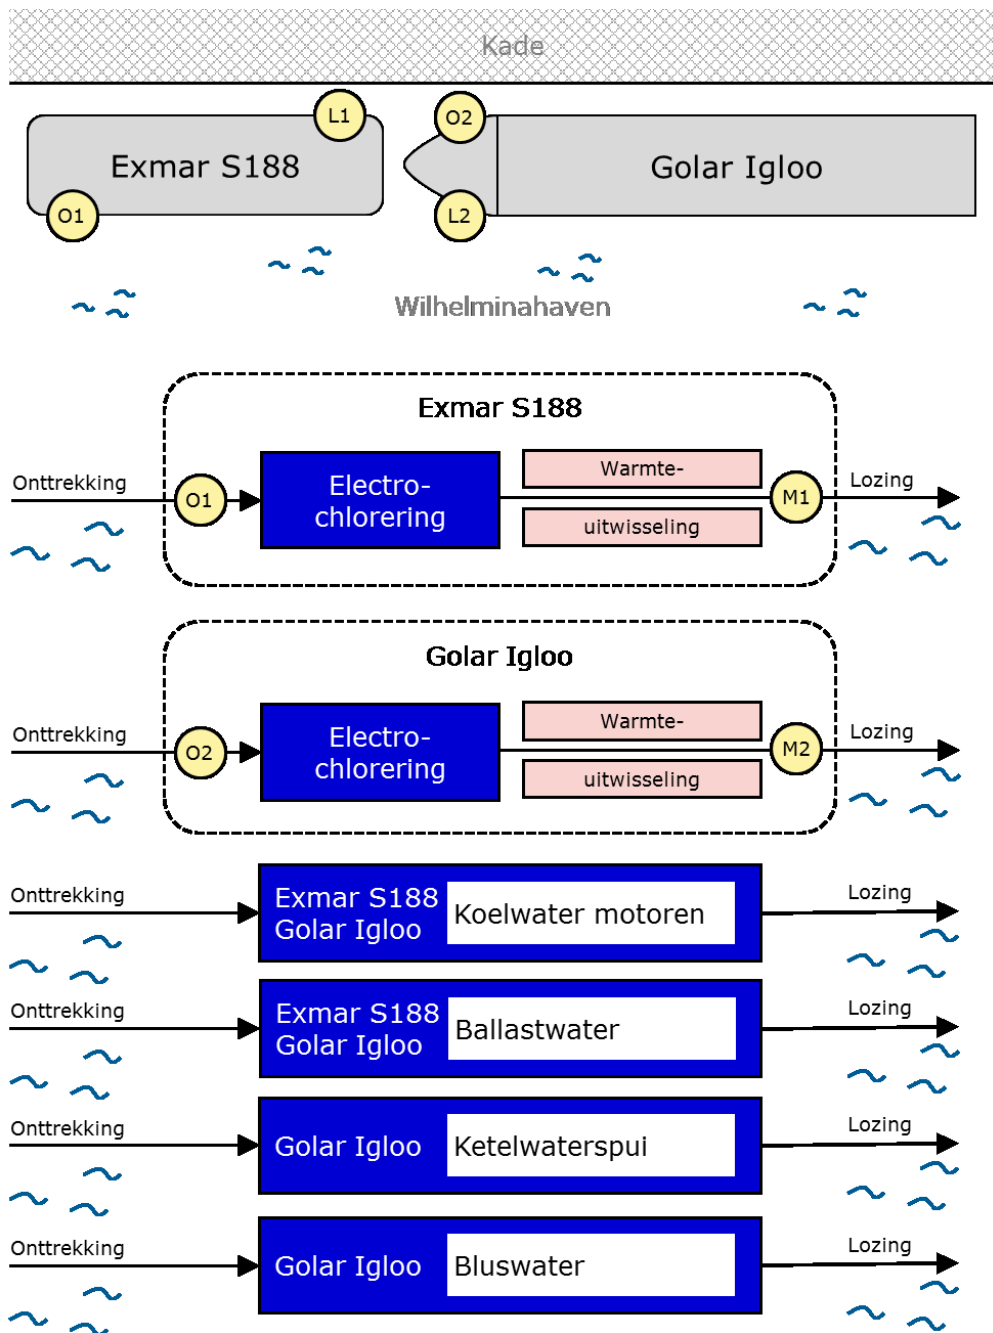 Kade
L1
O2
Exmar S188
Golar Igloo
O1
L2
Wilhelminahaven
Exmar S188
Onttrekking
O1
Electro-
chlorering
Warmte-
uitwisseling
M1
Lozing
Golar Igloo
Onttrekking
O2
Electro-
chlorering
Warmte-
uitwisseling
M2
Lozing
Onttrekking
Exmar S188
Golar Igloo
Koelwater motoren
Lozing
Onttrekking
Exmar S188
Golar Igloo
Ballastwater
Lozing
Onttrekking
Golar Igloo
Ketelwaterspui
Lozing
Onttrekking
Golar Igloo
Bluswater
Lozing